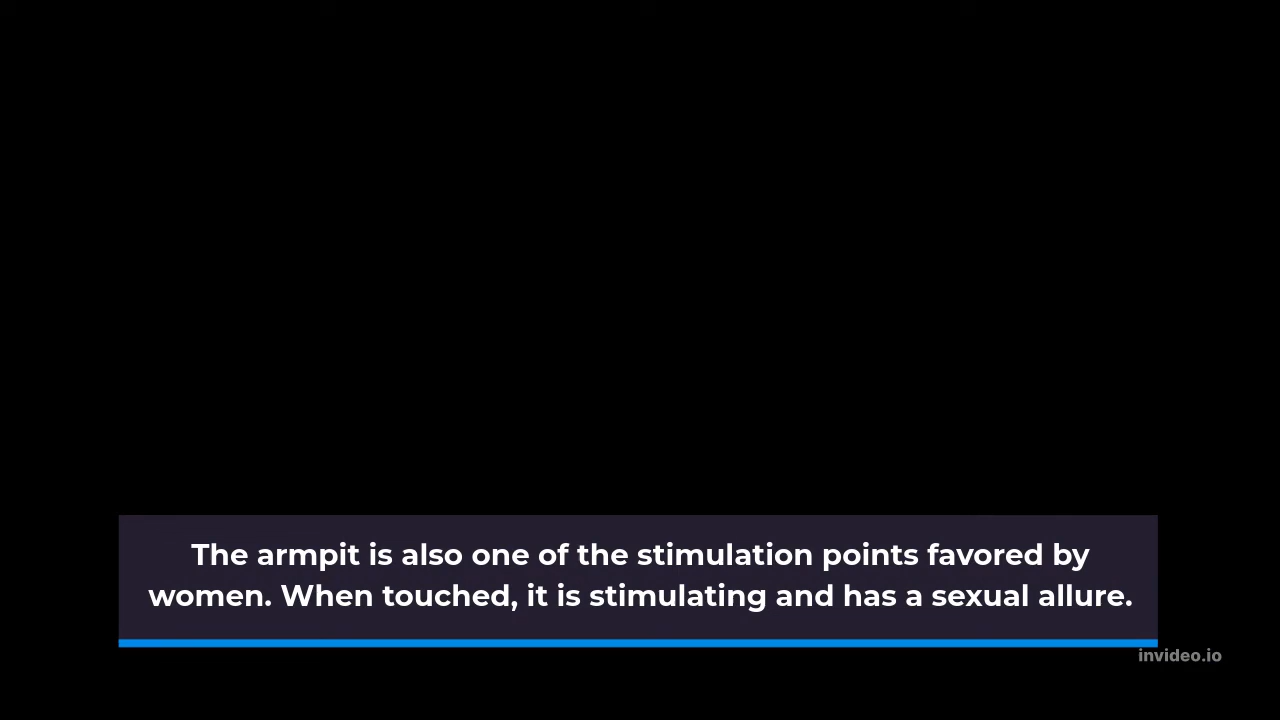 The armpit is also one of the stimulation points favored by
women. When touched, it is stimulating and has a sexual allure.
invideo.io